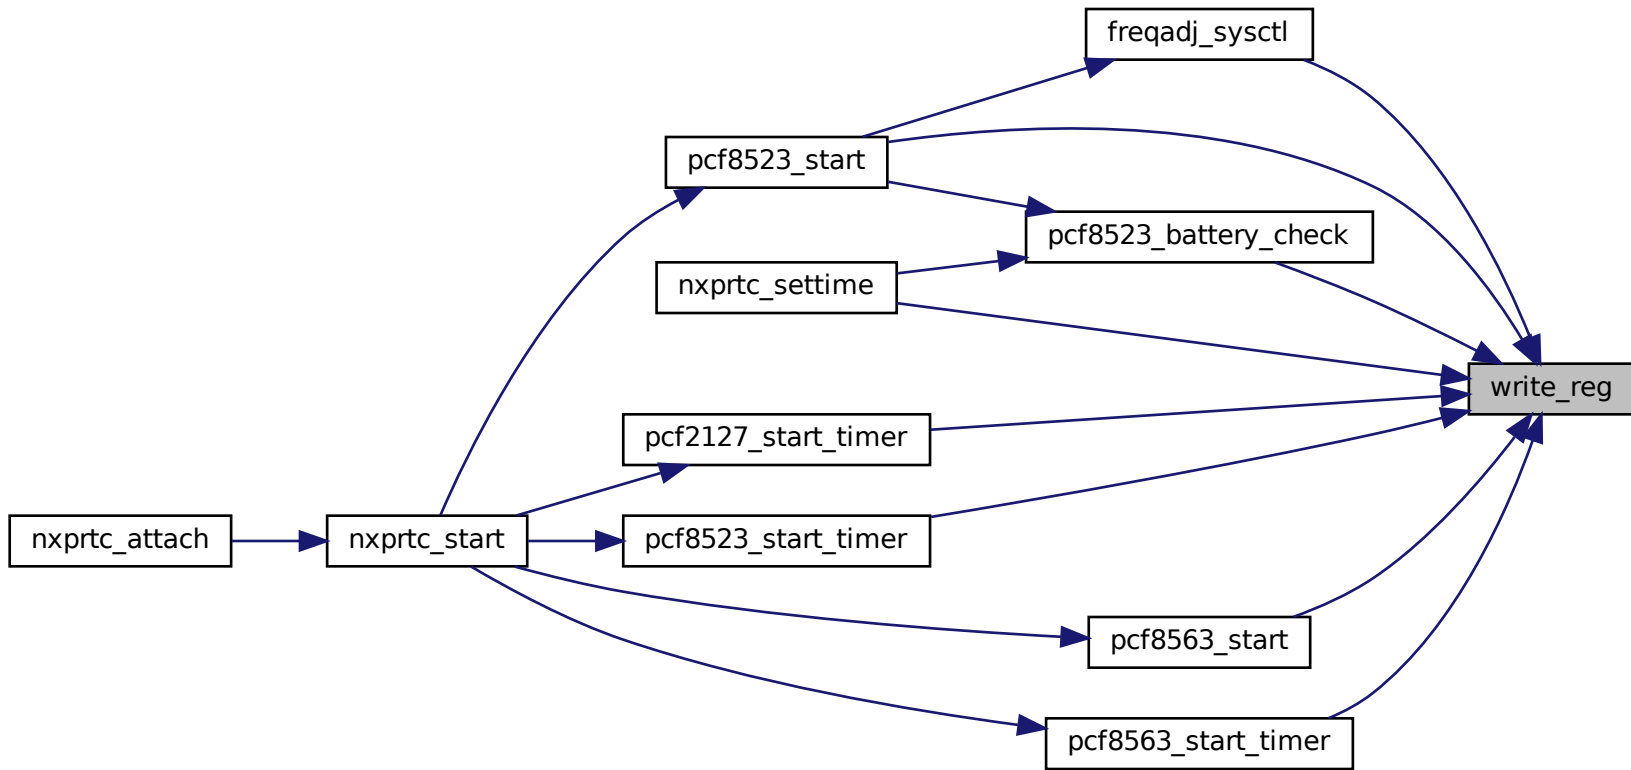 freqadj_sysctl
pcf8523_start
pcf8523_battery_check
nxprtc_settime
write_reg
pcf2127_start_timer
nxprtc_attach
nxprtc_start
pcf8523_start_timer
pcf8563_start
pcf8563_start_timer